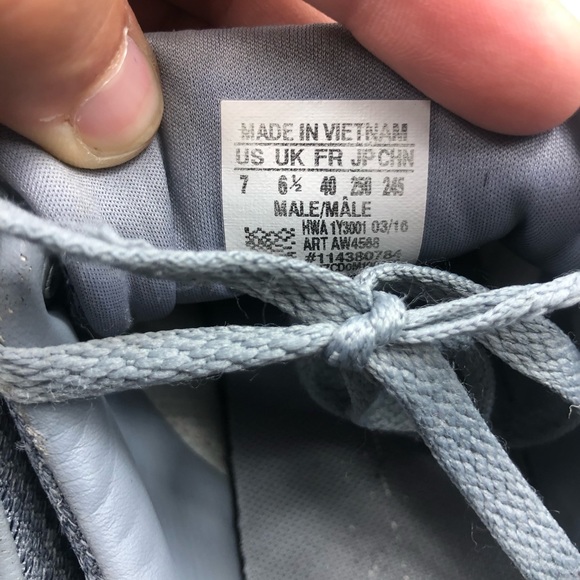 MADE IN VIETNAM
US UK FR JP CHN
7 6½ 40 250 245
MALE/MÂLE
HWA 1Y3001 03/16
ART AW4588
#114380784